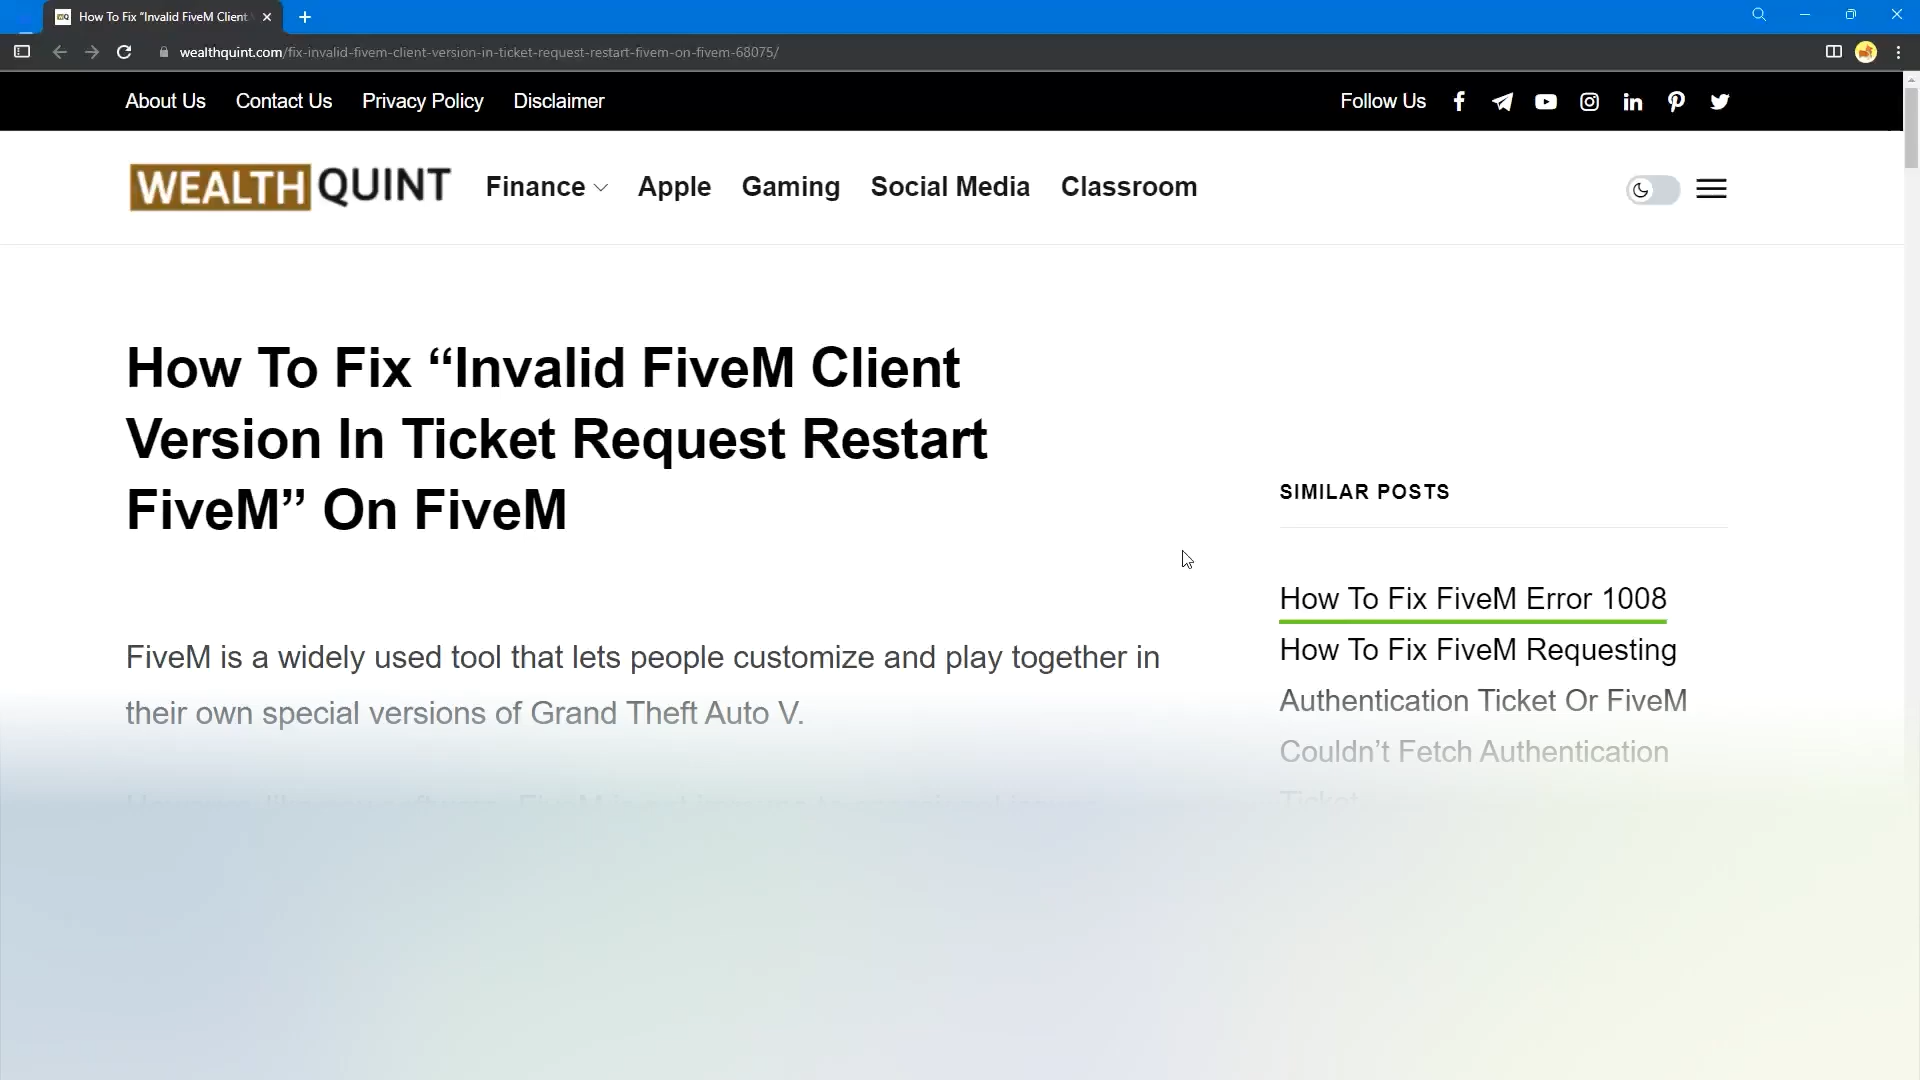 How To Fix "Invalid FiveM Client
wealthquint.com/fix-invalid-fivem-client-version-in-ticket-request-restart-fivem-on-fivem-68075/
About Us Contact Us Privacy Policy Disclaimer Follow Us
WEALTH QUINT Finance Apple Gaming Social Media Classroom
How To Fix “Invalid FiveM Client
Version In Ticket Request Restart
FiveM” On FiveM
FiveM is a widely used tool that lets people customize and play together in
their own special versions of Grand Theft Auto V.
SIMILAR POSTS
How To Fix FiveM Error 1008
How To Fix FiveM Requesting
Authentication Ticket Or FiveM
Couldn’t Fetch Authentication
Ticket